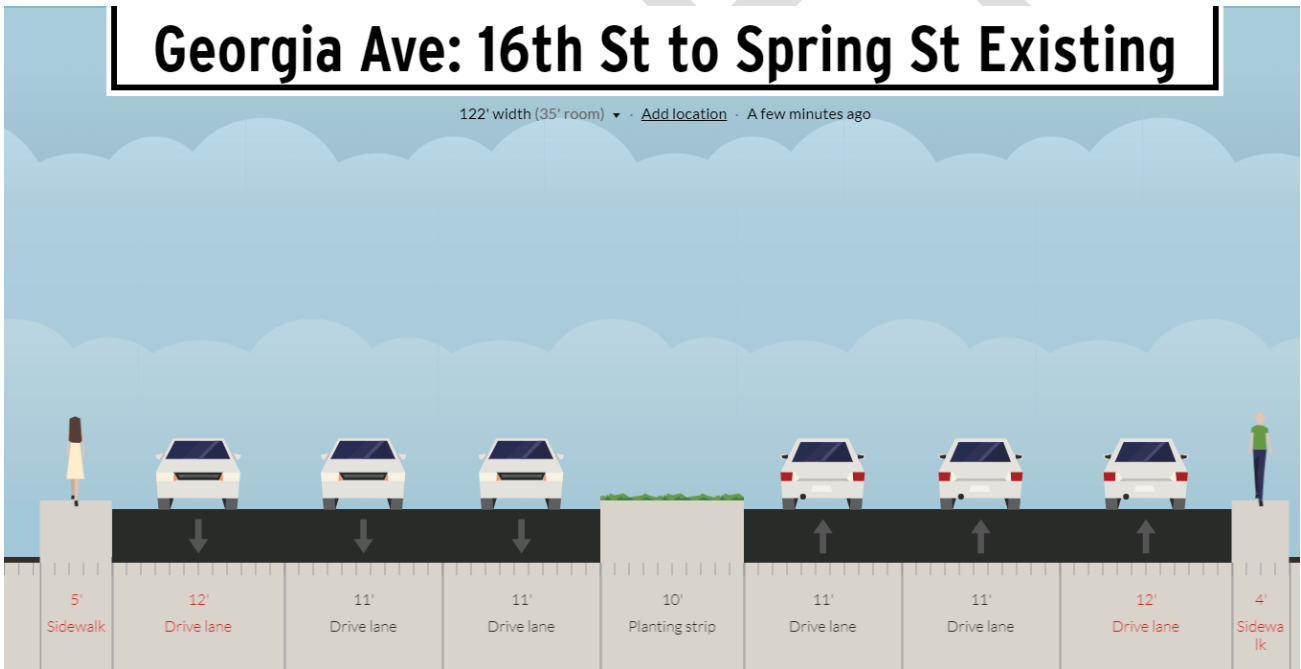 Georgia Ave: 16th St to Spring St Existing
122' width (35' room) ▾ · Add location · A few minutes ago
5' 12' 11' 11' 10' 11' 11' 12' 4'
Sidewalk Drive lane Drive lane Drive lane Planting strip Drive lane Drive lane Drive lane Sidewa
lk